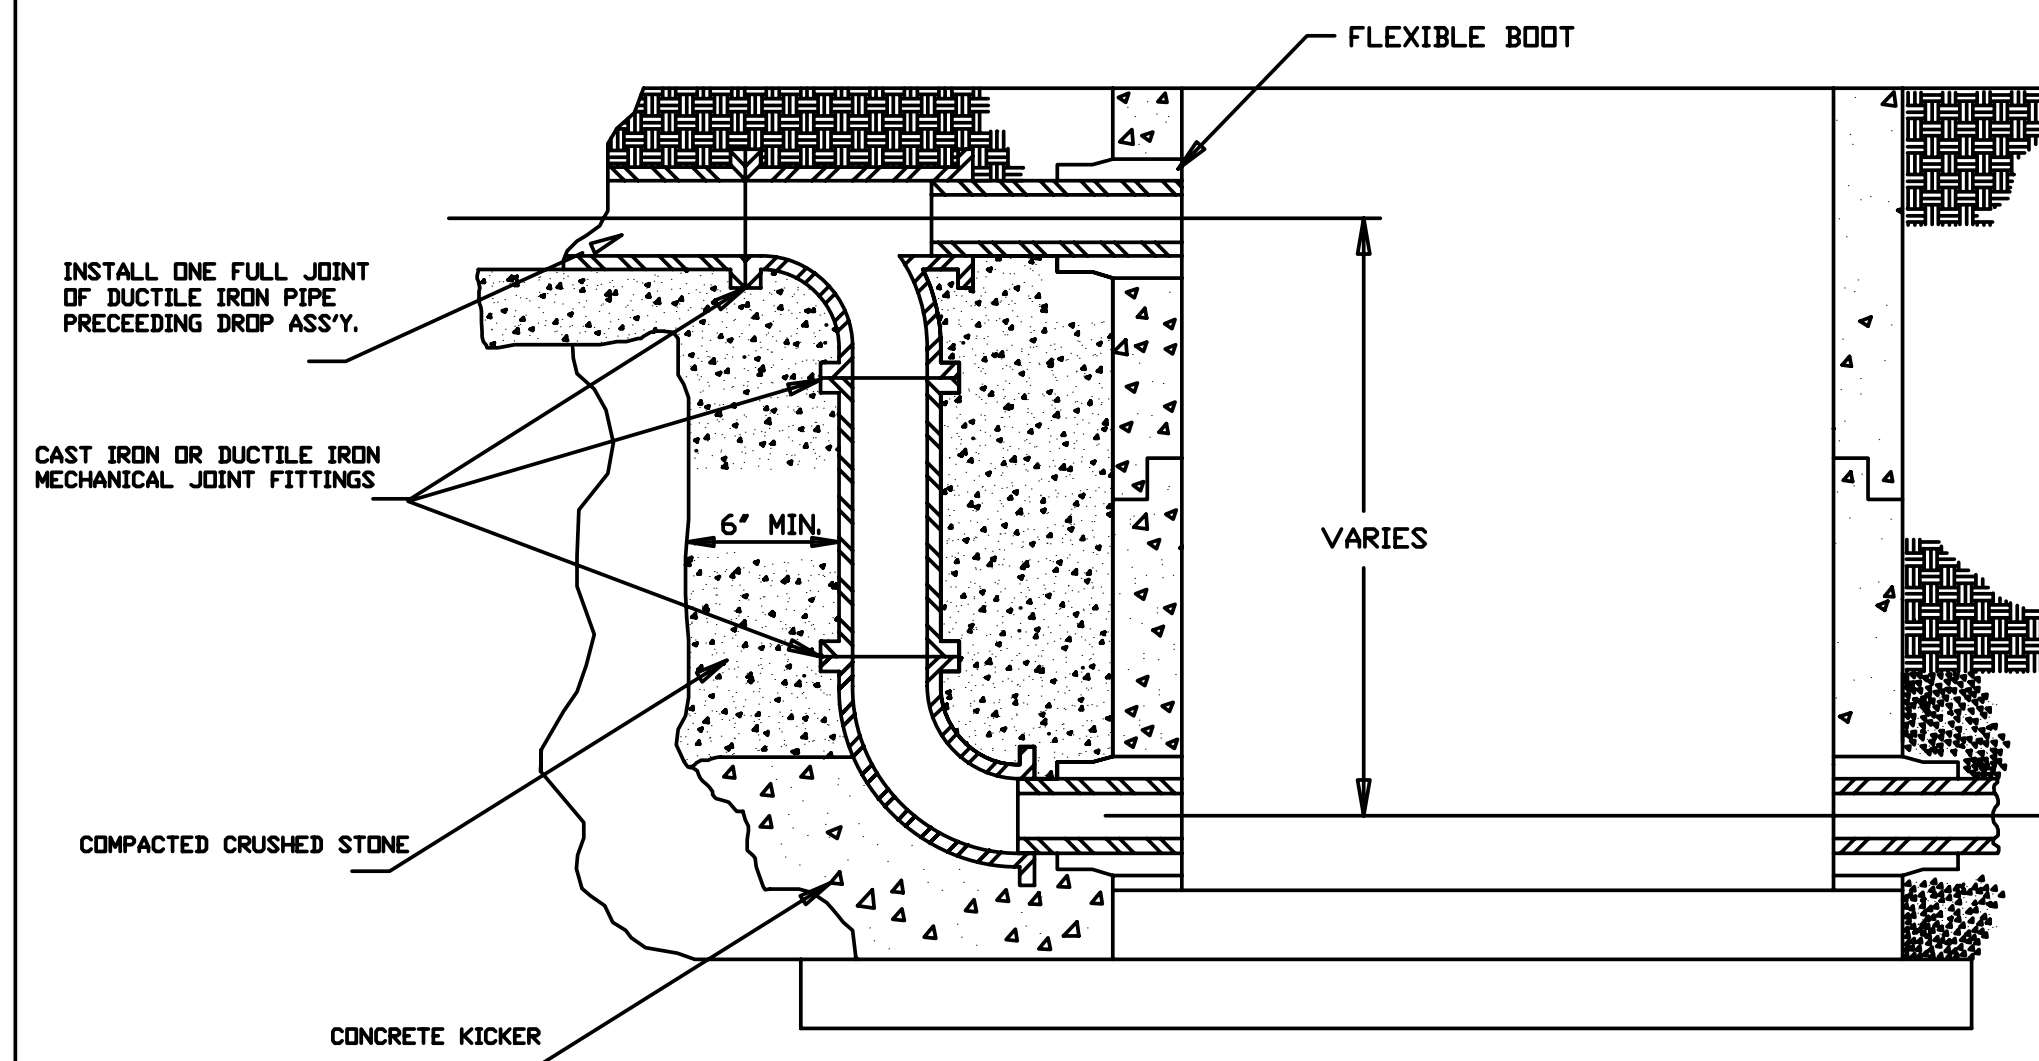 FLEXIBLE BOOT
INSTALL ONE FULL JOINT
OF DUCTILE IRON PIPE
PRECEEDING DROP ASS'Y.
CAST IRON OR DUCTILE IRON
MECHANICAL JOINT FITTINGS
6" MIN.
VARIES
COMPACTED CRUSHED STONE
CONCRETE KICKER